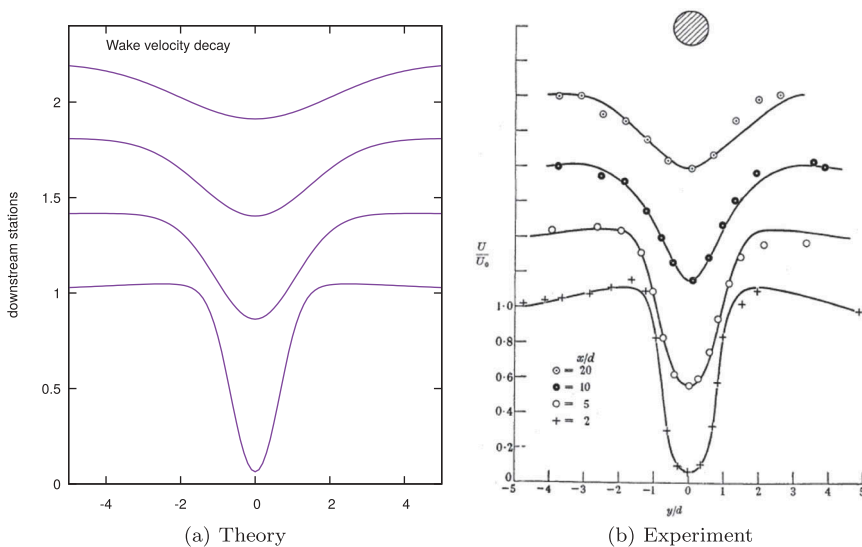 Wake velocity decay
downstream stations
2
1.5
1
0.5
0
-4
-2
0
2
4
(a) Theory
U
U₀
1·0
0·8
0·6
0·4
0·2
0
x/d
⊙ = 20
● = 10
○ = 5
+ = 2
-5
-4
-3
-2
-1
0
1
2
3
4
5
y/d
(b) Experiment